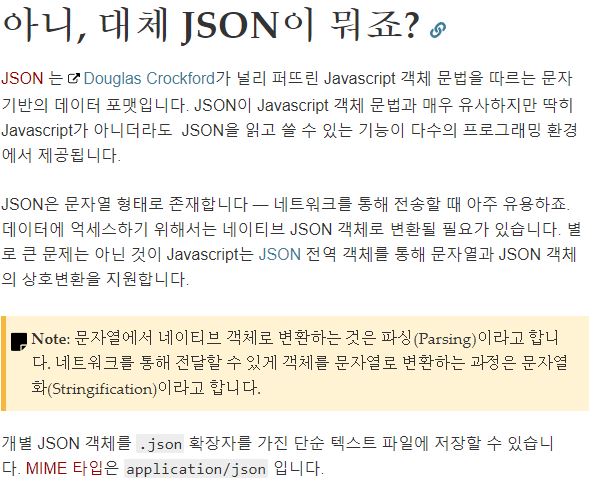 아니, 대체 JSON이 뭐죠?
JSON 는 Douglas Crockford가 널리 퍼뜨린 Javascript 객체 문법을 따르는 문자
기반의 데이터 포맷입니다. JSON이 Javascript 객체 문법과 매우 유사하지만 딱히
Javascript가 아니더라도  JSON을 읽고 쓸 수 있는 기능이 다수의 프로그래밍 환경
에서 제공됩니다.
JSON은 문자열 형태로 존재합니다 — 네트워크를 통해 전송할 때 아주 유용하죠.
데이터에 억세스하기 위해서는 네이티브 JSON 객체로 변환될 필요가 있습니다. 별
로 큰 문제는 아닌 것이 Javascript는 JSON 전역 객체를 통해 문자열과 JSON 객체
의 상호변환을 지원합니다.
Note: 문자열에서 네이티브 객체로 변환하는 것은 파싱(Parsing)이라고 합니
다. 네트워크를 통해 전달할 수 있게 객체를 문자열로 변환하는 과정은 문자열
화(Stringification)이라고 합니다.
개별 JSON 객체를 .json 확장자를 가진 단순 텍스트 파일에 저장할 수 있습니
다. MIME 타입은 application/json 입니다.